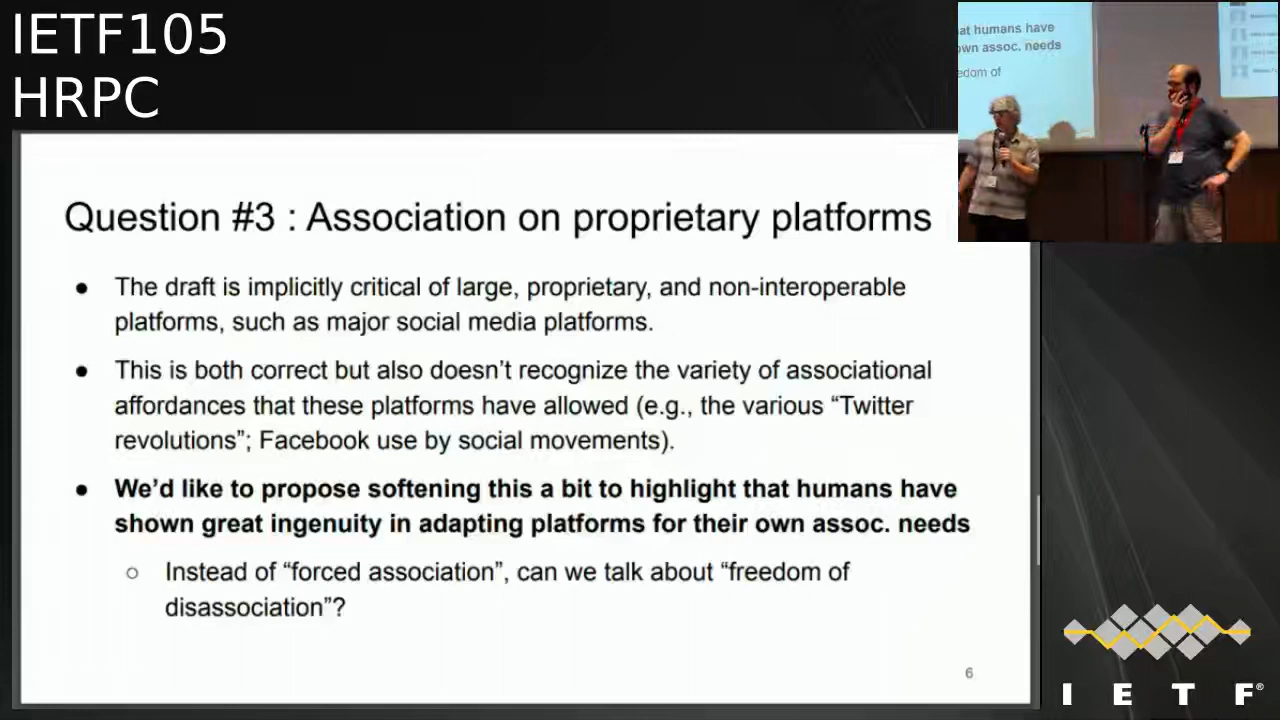 IETF105
HRPC
at humans have
own assoc. needs
edom of
Question #3 : Association on proprietary platforms
● The draft is implicitly critical of large, proprietary, and non-interoperable
platforms, such as major social media platforms.
● This is both correct but also doesn’t recognize the variety of associational
affordances that these platforms have allowed (e.g., the various “Twitter
revolutions”; Facebook use by social movements).
● We’d like to propose softening this a bit to highlight that humans have
shown great ingenuity in adapting platforms for their own assoc. needs
○ Instead of “forced association”, can we talk about “freedom of
disassociation”?
6
I E T F®